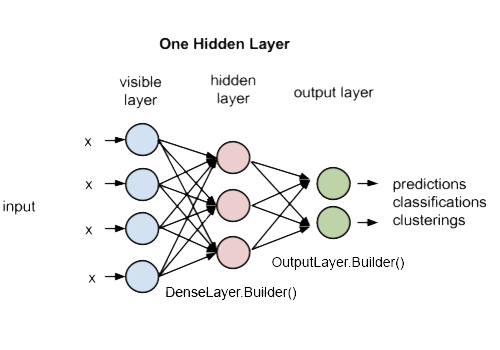 One Hidden Layer
visible
layer
hidden
layer
output layer
input
x
x
x
x
predictions
classifications
clusterings
OutputLayer.Builder()
DenseLayer.Builder()